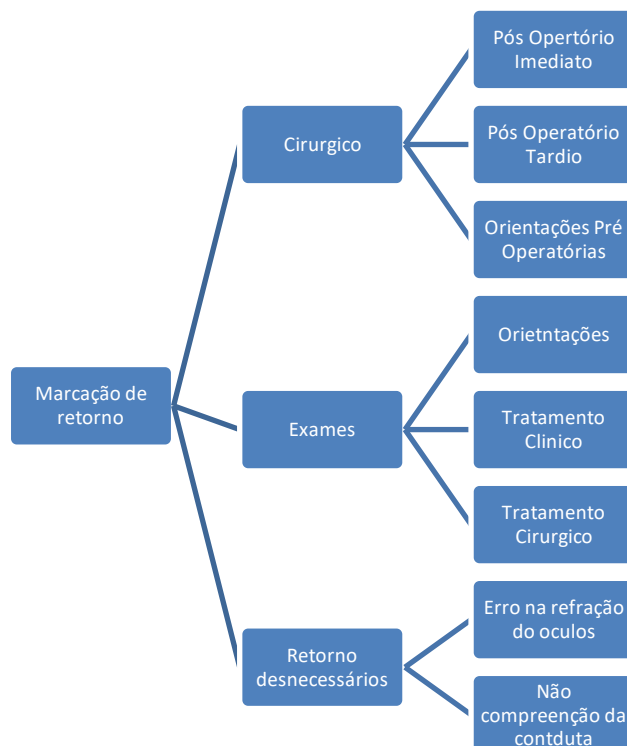 Pós Opertório
Imediato
Cirurgico
Pós Operatório
Tardio
Orientações Pré
Operatórias
Marcação de
retorno
Orietntações
Exames
Tratamento
Clinico
Tratamento
Cirurgico
Retorno
desnecessários
Erro na refração
do oculos
Não
compreenção da
contduta